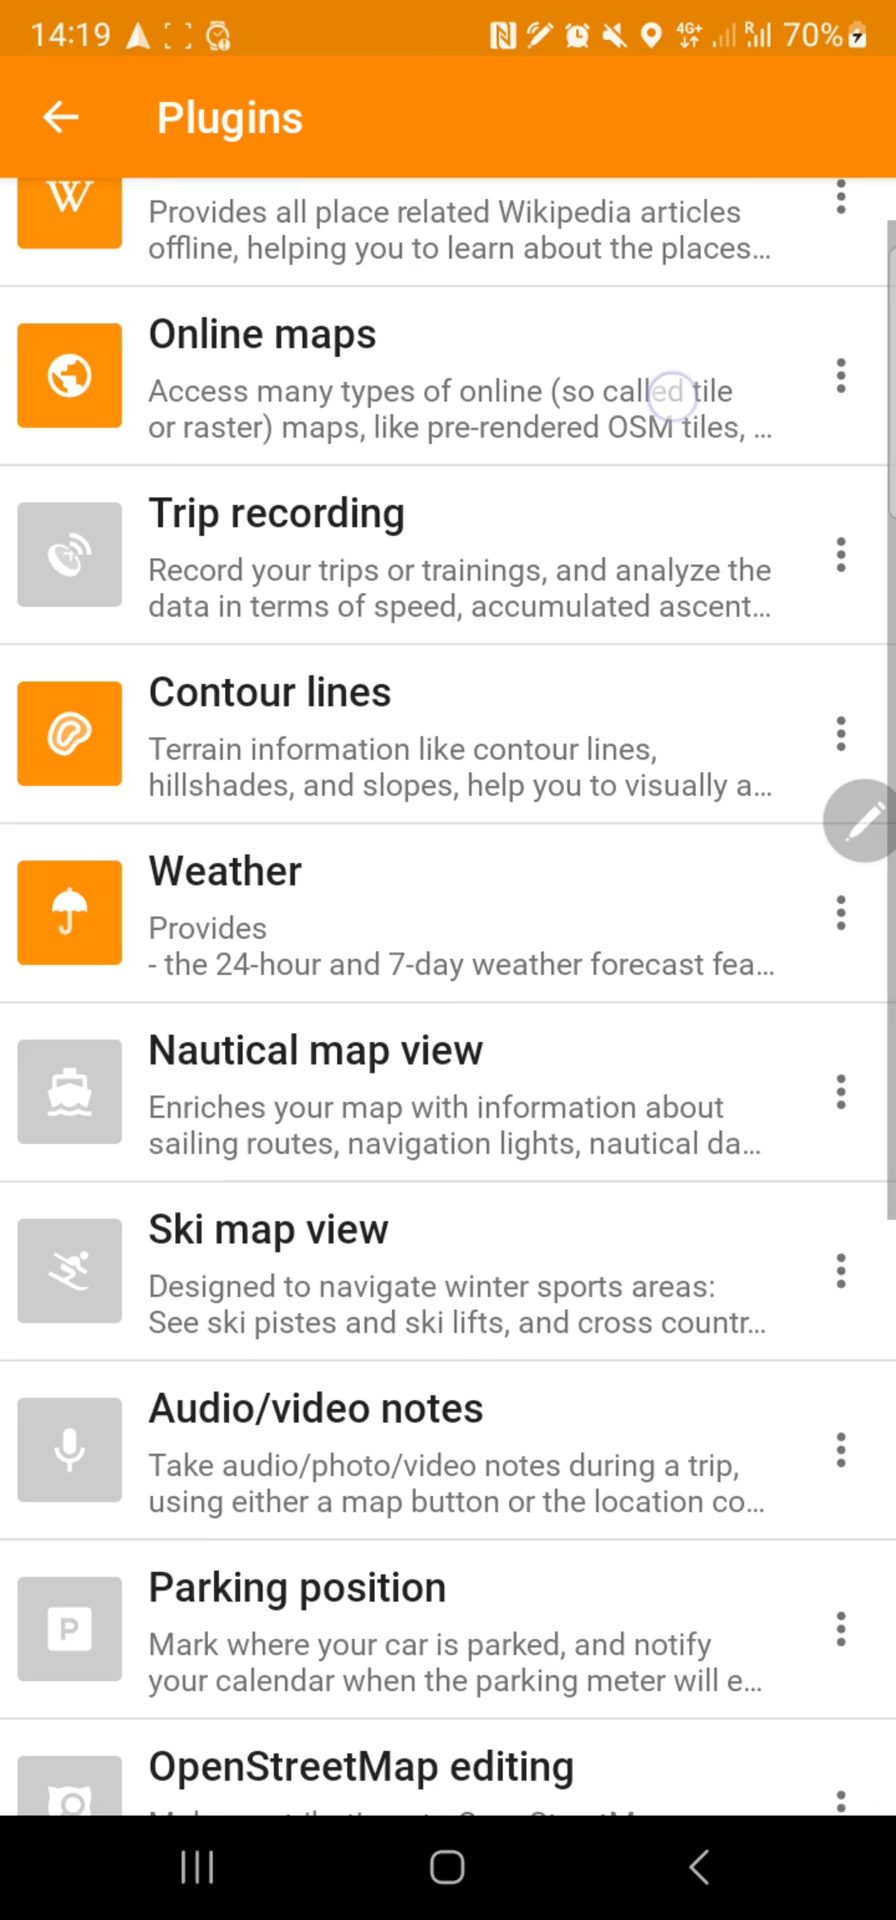 14:19
4G+ R 70%
Plugins
W
Provides all place related Wikipedia articles
offline, helping you to learn about the places...
Online maps
Access many types of online (so called tile
or raster) maps, like pre-rendered OSM tiles, ...
Trip recording
Record your trips or trainings, and analyze the
data in terms of speed, accumulated ascent...
Contour lines
Terrain information like contour lines,
hillshades, and slopes, help you to visually a...
Weather
Provides
- the 24-hour and 7-day weather forecast fea...
Nautical map view
Enriches your map with information about
sailing routes, navigation lights, nautical da...
Ski map view
Designed to navigate winter sports areas:
See ski pistes and ski lifts, and cross countr...
Audio/video notes
Take audio/photo/video notes during a trip,
using either a map button or the location co...
Parking position
P
Mark where your car is parked, and notify
your calendar when the parking meter will e...
OpenStreetMap editing